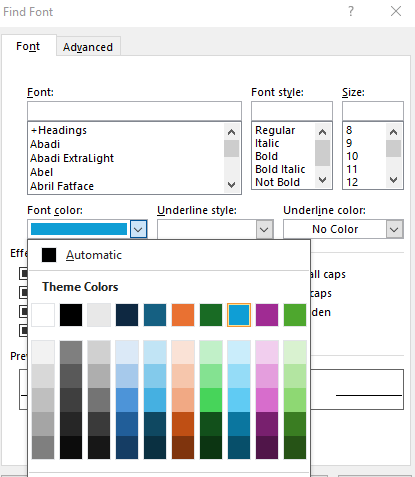 Find Font ? ×
Font Advanced
Font: Font style: Size:
+Headings Regular 8
Abadi Italic 9
Abadi ExtraLight Bold 10
Abel Bold Italic 11
Abril Fatface Not Bold 12
Font color: Underline style: Underline color:
No Color
Effe
Automatic
all caps
Theme Colors
caps
den
Prev